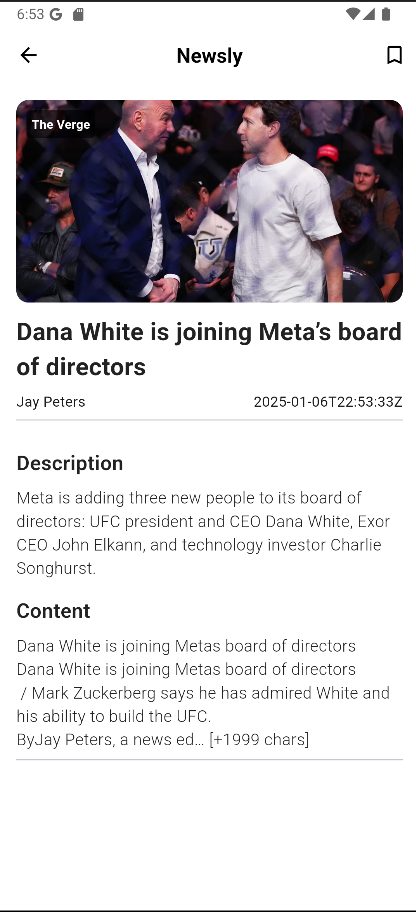 6:53
Newsly
The Verge
Dana White is joining Meta’s board
of directors
Jay Peters 2025-01-06T22:53:33Z
Description
Meta is adding three new people to its board of
directors: UFC president and CEO Dana White, Exor
CEO John Elkann, and technology investor Charlie
Songhurst.
Content
Dana White is joining Metas board of directors
Dana White is joining Metas board of directors
/ Mark Zuckerberg says he has admired White and
his ability to build the UFC.
ByJay Peters, a news ed… [+1999 chars]